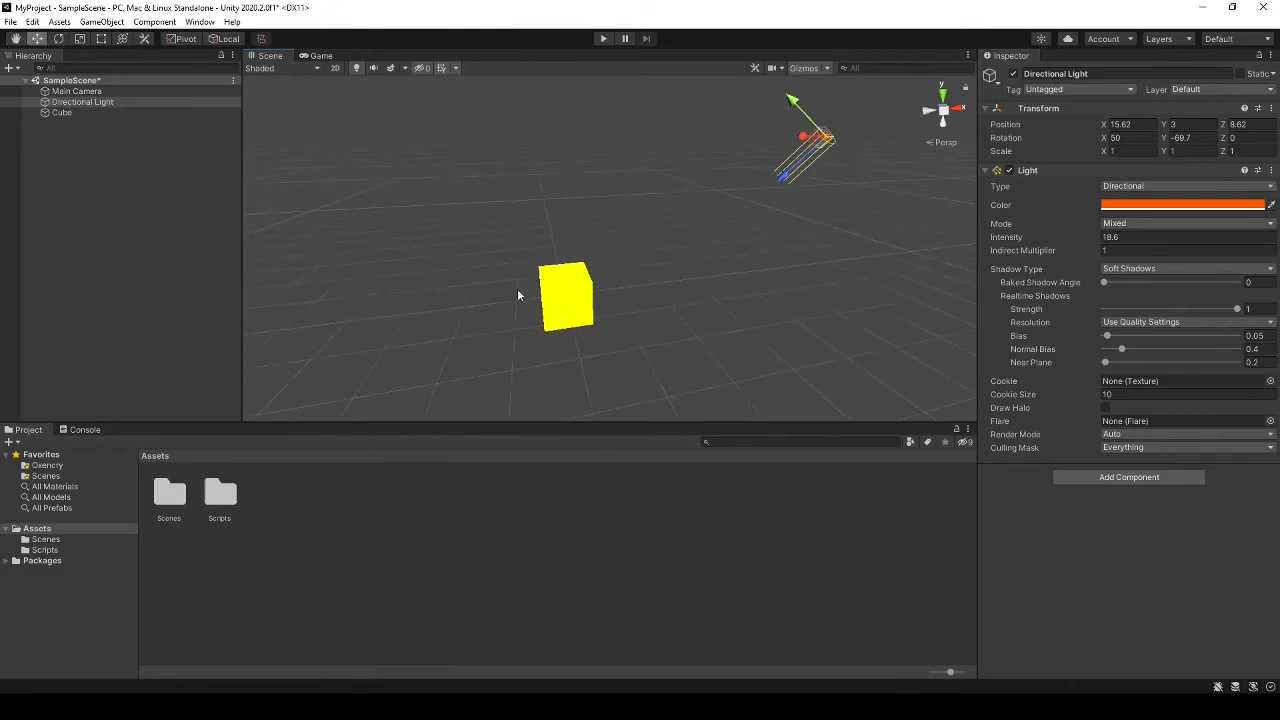 MyProject - SampleScene - PC, Mac & Linux Standalone - Unity 2020.2.0f1* <DX11>
File Edit Assets GameObject Component Window Help
Pivot Local Account Layers Default
Hierarchy
All
SampleScene*
Main Camera
Directional Light
Cube
Scene Game
Shaded 2D 0 Gizmos All
y
x
Persp
Inspector
Directional Light Static
Tag Untagged Layer Default
Transform
Position X 15.62 Y 3 Z 8.62
Rotation X 50 Y -69.7 Z 0
Scale X 1 Y 1 Z 1
Light
Type Directional
Color
Mode Mixed
Intensity 18.6
Indirect Multiplier 1
Shadow Type Soft Shadows
Baked Shadow Angle 0
Realtime Shadows
Strength 1
Resolution Use Quality Settings
Bias 0.05
Normal Bias 0.4
Near Plane 0.2
Cookie None (Texture)
Cookie Size 10
Draw Halo
Flare None (Flare)
Render Mode Auto
Culling Mask Everything
Add Component
Project Console
9
Favorites
Oxencry
Scenes
All Materials
All Models
All Prefabs
Assets
Scenes
Scripts
Packages
Assets
Scenes Scripts